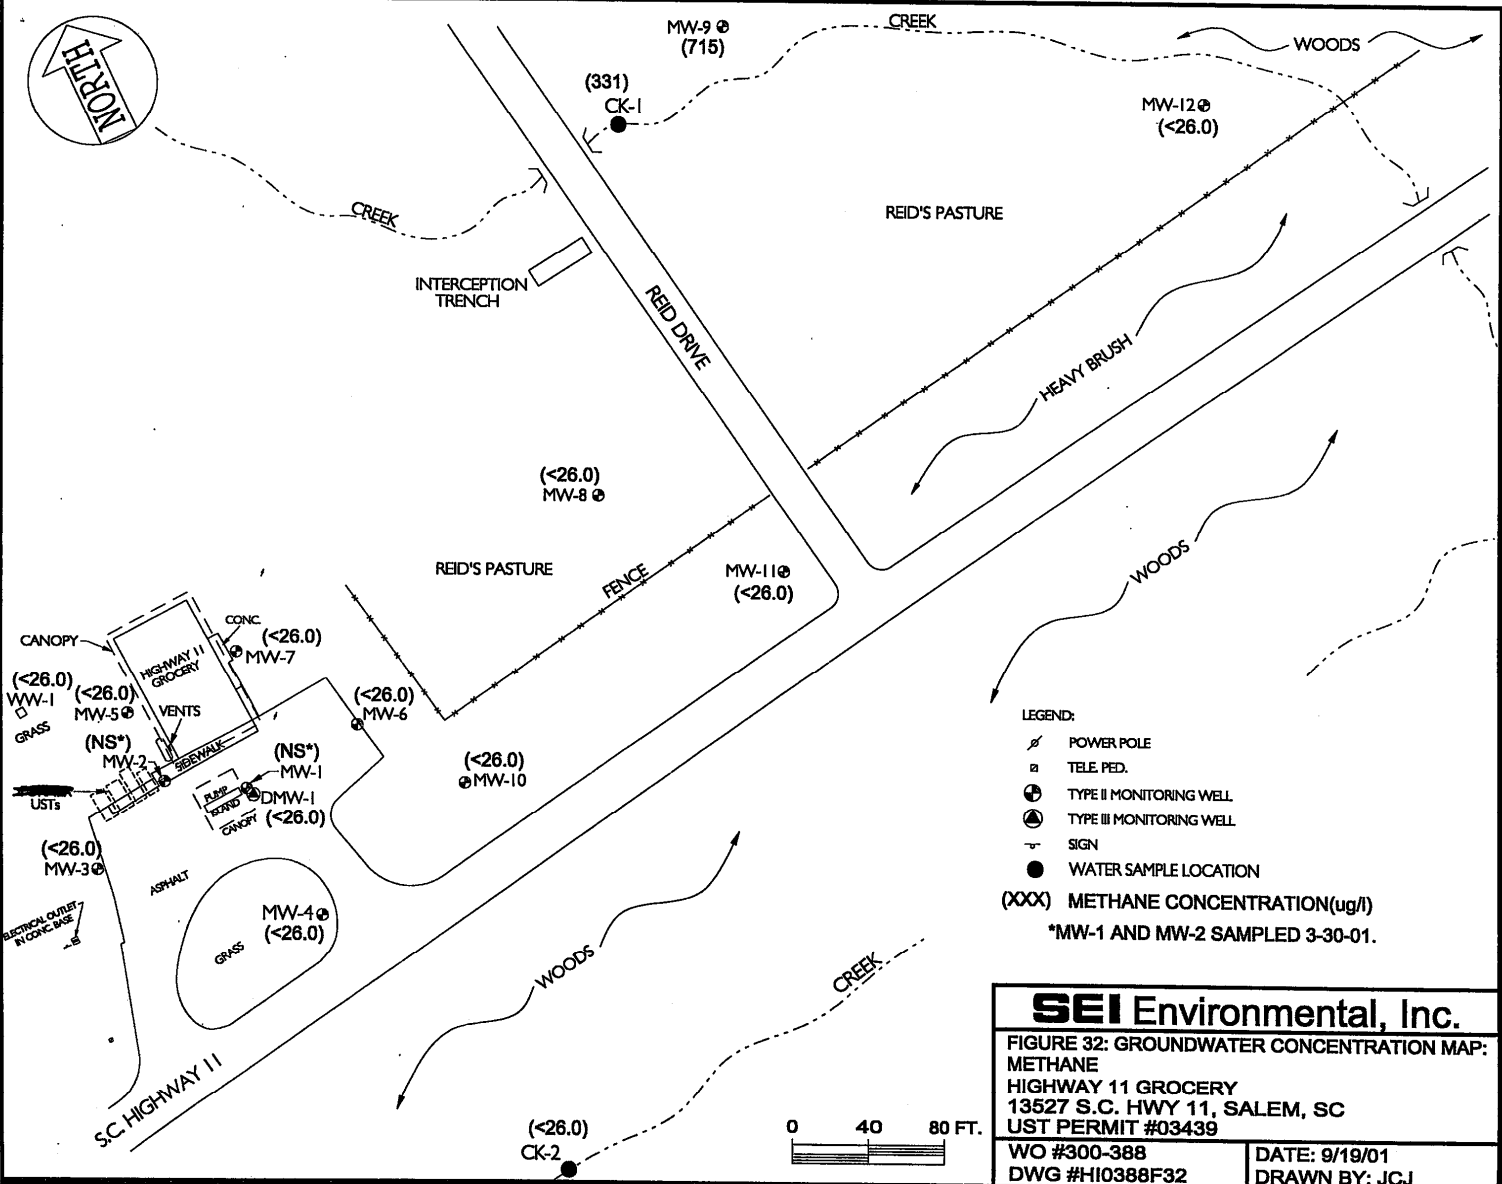 NORTH
MW-9
(715)
CREEK
WOODS
(331)
CK-1
MW-12
(<26.0)
CREEK
REID'S PASTURE
INTERCEPTION
TRENCH
REID DRIVE
HEAVY BRUSH
(<26.0)
MW-8
REID'S PASTURE
FENCE
MW-11
(<26.0)
WOODS
CANOPY
CONC.
(<26.0)
MW-7
HIGHWAY 11
GROCERY
(<26.0)
WW-1
GRASS
(<26.0)
MW-5
VENTS
(<26.0)
MW-6
(NS*)
MW-2
SIDEWALK
(NS*)
MW-1
(<26.0)
MW-10
USTs
PUMP
ISLAND
DMW-1
(<26.0)
CANOPY
(<26.0)
MW-3
ASPHALT
ELECTRICAL OUTLET
IN CONC. BASE
MW-4
(<26.0)
GRASS
WOODS
CREEK
S.C. HIGHWAY 11
(<26.0)
CK-2
0 40 80 FT.
LEGEND:
POWER POLE
TELE. PED.
TYPE II MONITORING WELL
TYPE III MONITORING WELL
SIGN
WATER SAMPLE LOCATION
(XXX) METHANE CONCENTRATION(ug/l)
*MW-1 AND MW-2 SAMPLED 3-30-01.
SEI Environmental, Inc.
FIGURE 32: GROUNDWATER CONCENTRATION MAP:
METHANE
HIGHWAY 11 GROCERY
13527 S.C. HWY 11, SALEM, SC
UST PERMIT #03439
WO #300-388
DWG #HI0388F32
DATE: 9/19/01
DRAWN BY: JCJ